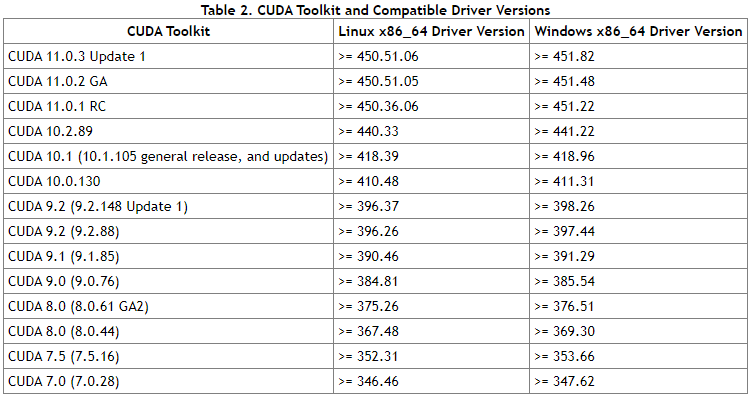 Table 2. CUDA Toolkit and Compatible Driver Versions
CUDA Toolkit Linux x86_64 Driver Version Windows x86_64 Driver Version
CUDA 11.0.3 Update 1 >= 450.51.06 >= 451.82
CUDA 11.0.2 GA >= 450.51.05 >= 451.48
CUDA 11.0.1 RC >= 450.36.06 >= 451.22
CUDA 10.2.89 >= 440.33 >= 441.22
CUDA 10.1 (10.1.105 general release, and updates) >= 418.39 >= 418.96
CUDA 10.0.130 >= 410.48 >= 411.31
CUDA 9.2 (9.2.148 Update 1) >= 396.37 >= 398.26
CUDA 9.2 (9.2.88) >= 396.26 >= 397.44
CUDA 9.1 (9.1.85) >= 390.46 >= 391.29
CUDA 9.0 (9.0.76) >= 384.81 >= 385.54
CUDA 8.0 (8.0.61 GA2) >= 375.26 >= 376.51
CUDA 8.0 (8.0.44) >= 367.48 >= 369.30
CUDA 7.5 (7.5.16) >= 352.31 >= 353.66
CUDA 7.0 (7.0.28) >= 346.46 >= 347.62